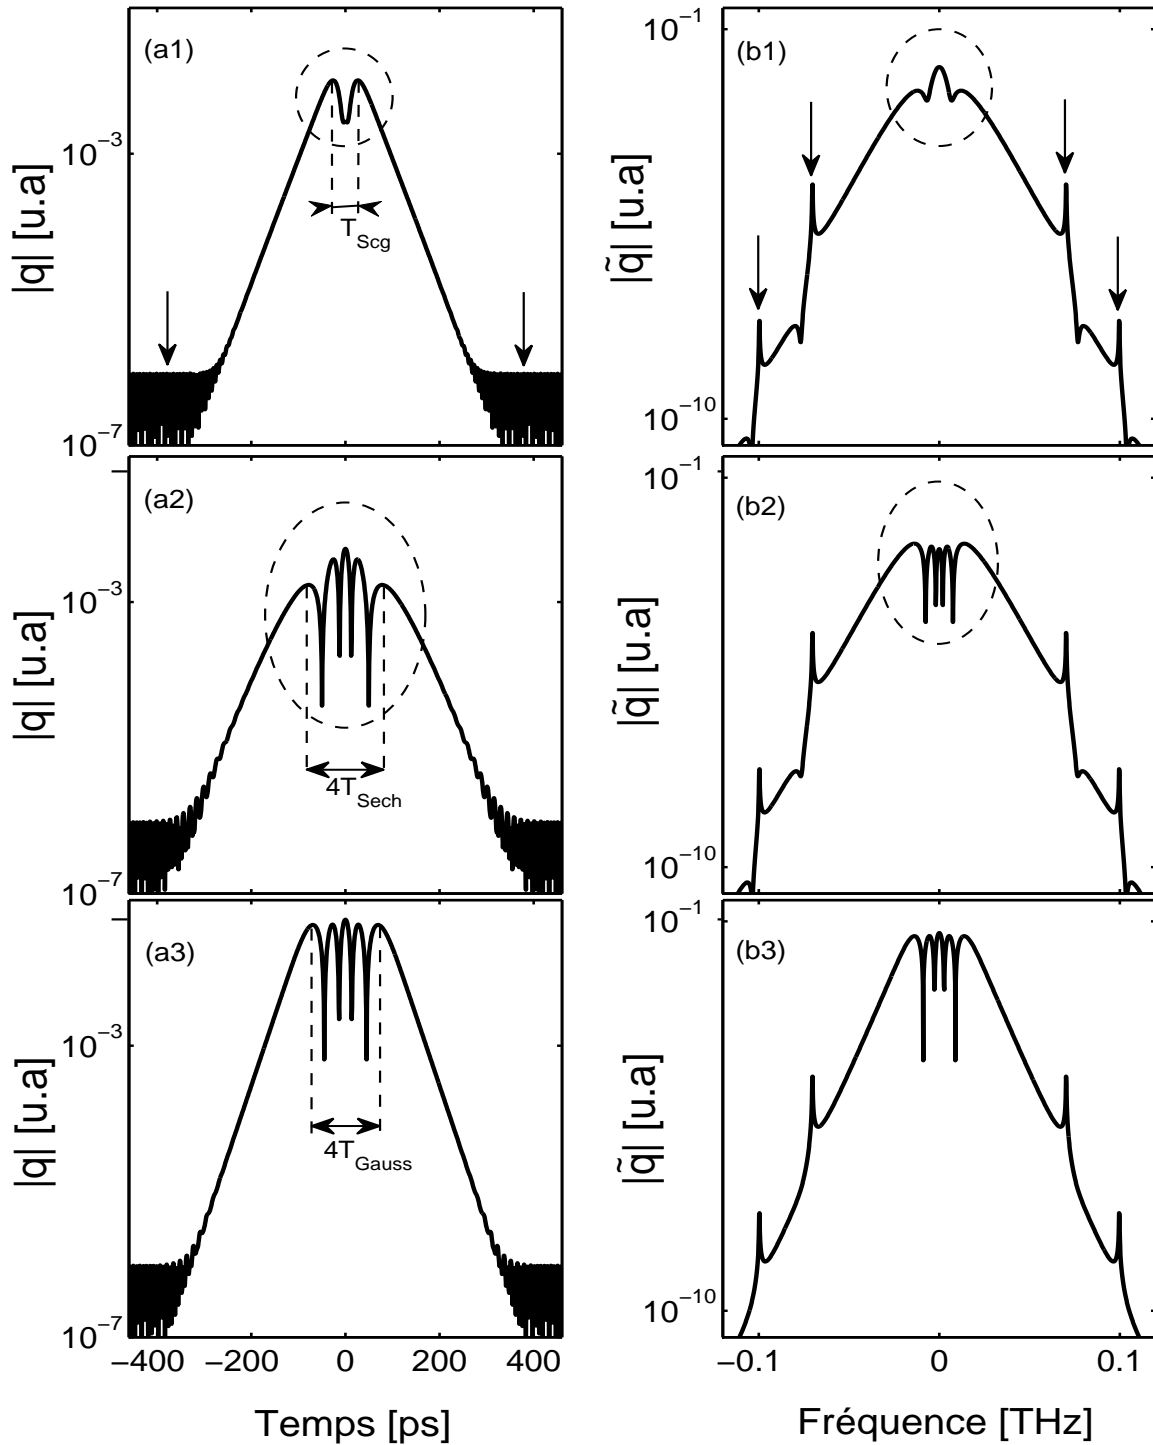 (a1)
|q| [u.a]
10⁻³
10⁻⁷
T_Scg
(b1)
|q̃| [u.a]
10⁻¹
10⁻¹⁰
(a2)
|q| [u.a]
10⁻³
10⁻⁷
4T_Sech
(b2)
|q̃| [u.a]
10⁻¹
10⁻¹⁰
(a3)
|q| [u.a]
10⁻³
10⁻⁷
4T_Gauss
−400 −200 0 200 400
Temps [ps]
(b3)
|q̃| [u.a]
10⁻¹
10⁻¹⁰
−0.1 0 0.1
Fréquence [THz]